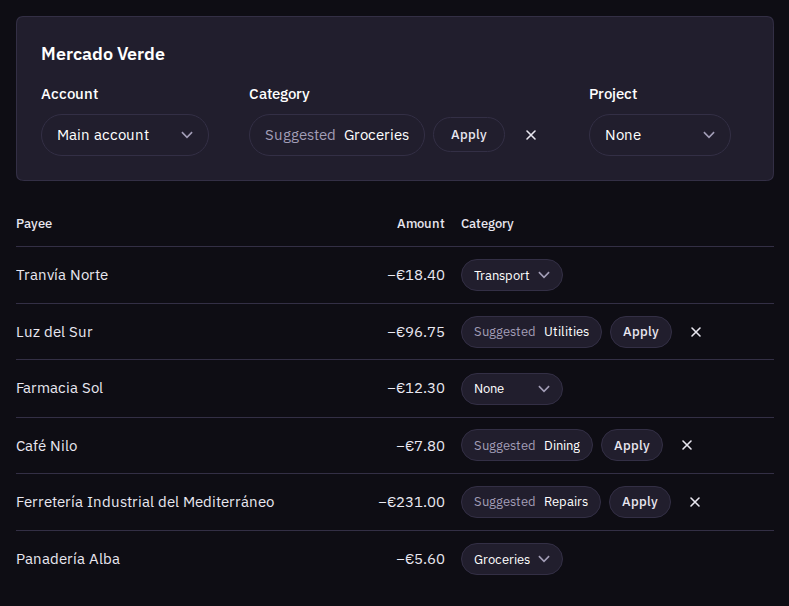 Mercado Verde
Account Category Project
Main account Suggested Groceries Apply None
Payee Amount Category
Tranvía Norte −€18.40 Transport
Luz del Sur −€96.75 Suggested Utilities Apply
Farmacia Sol −€12.30 None
Café Nilo −€7.80 Suggested Dining Apply
Ferretería Industrial del Mediterráneo −€231.00 Suggested Repairs Apply
Panadería Alba −€5.60 Groceries